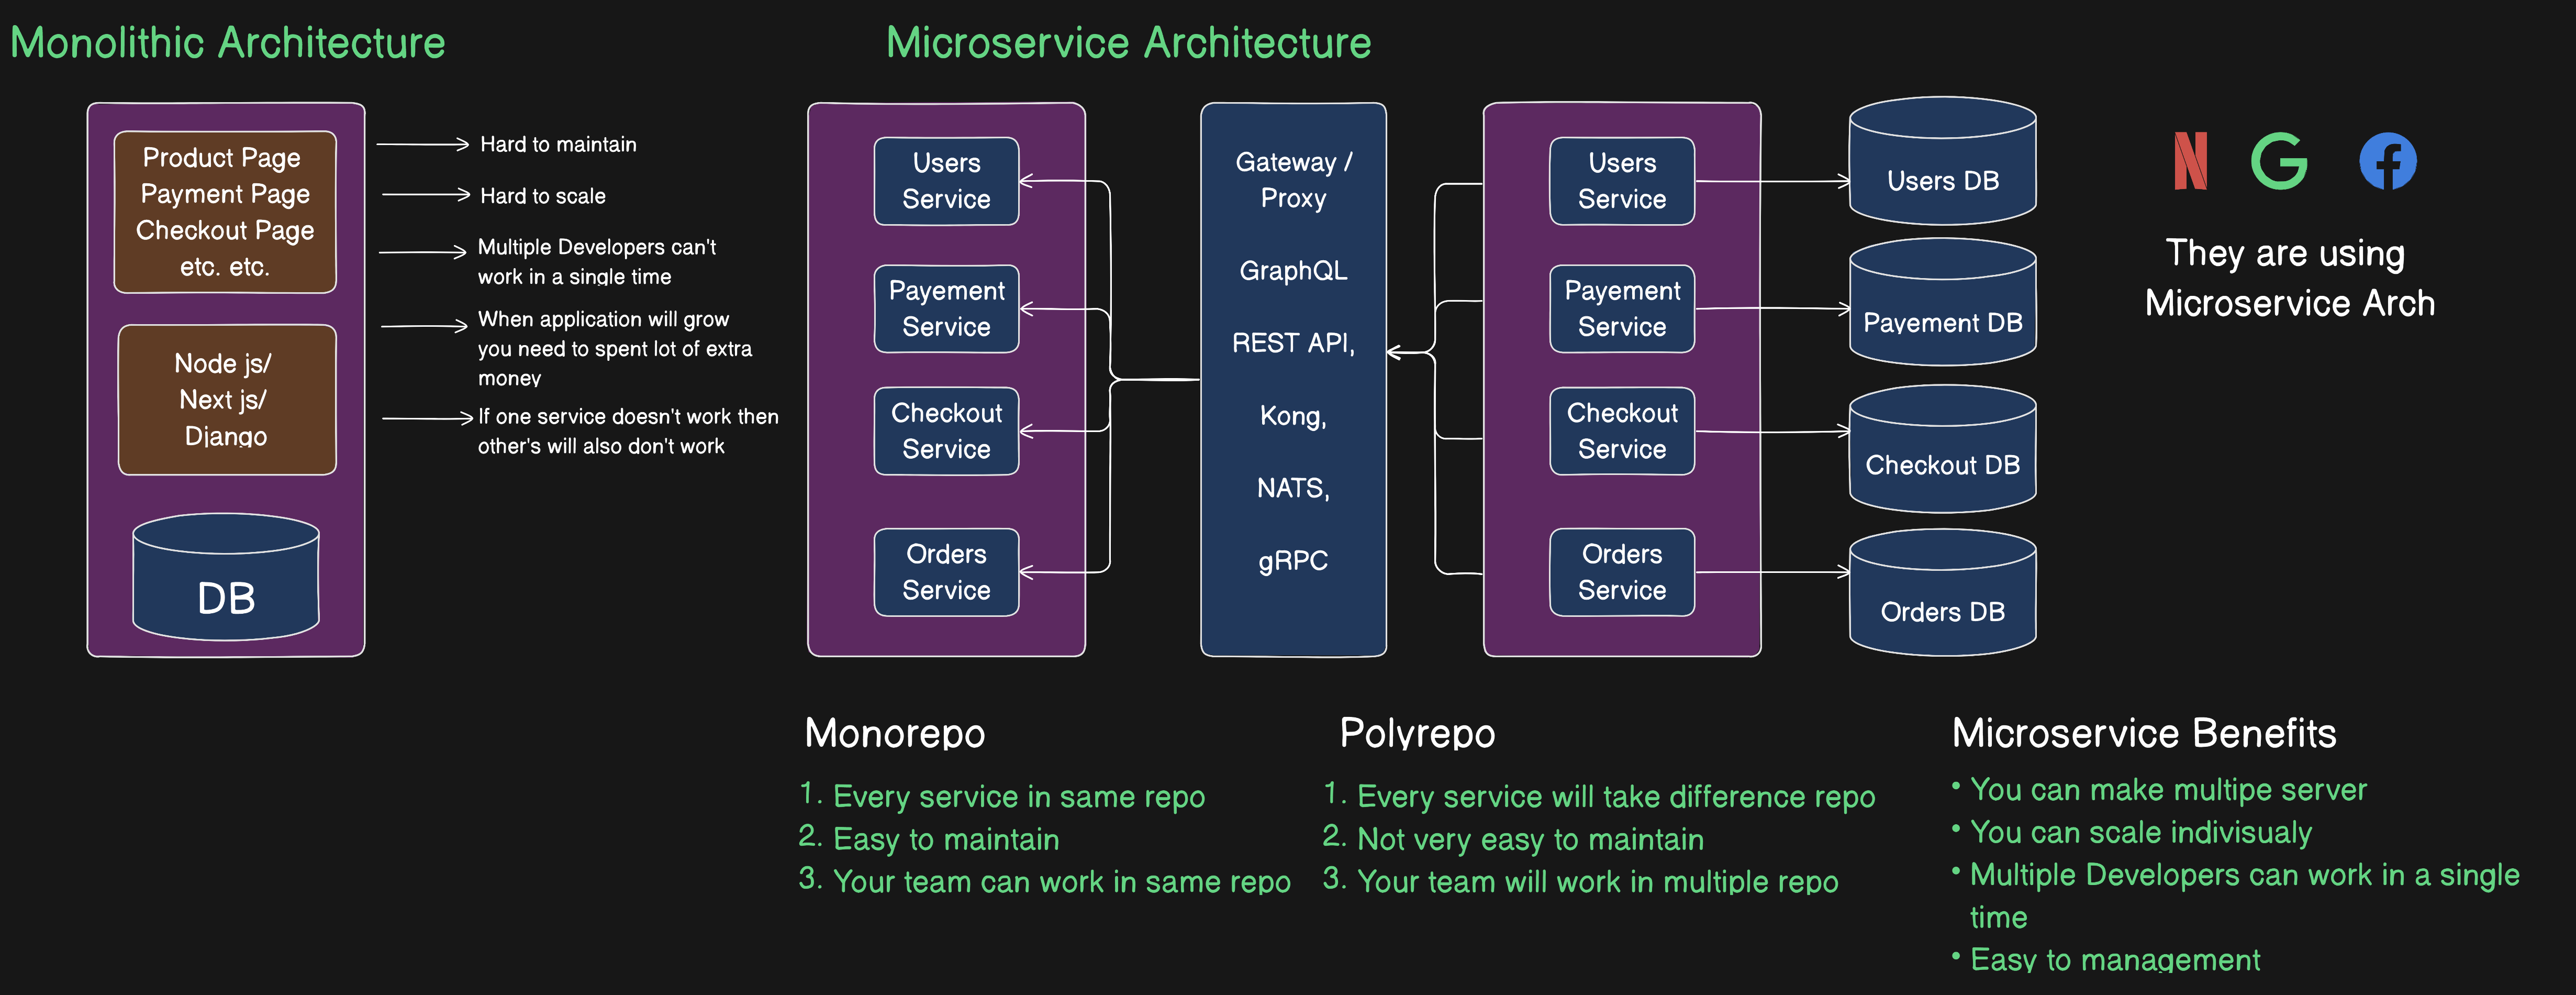 Monolithic Architecture
Product Page
Payment Page
Checkout Page
etc. etc.
Node js/
Next js/
Django
DB
Hard to maintain
Hard to scale
Multiple Developers can't
work in a single time
When application will grow
you need to spent lot of extra
money
If one service doesn't work then
other's will also don't work
Microservice Architecture
Users
Service
Payement
Service
Checkout
Service
Orders
Service
Gateway /
Proxy
GraphQL
REST API,
Kong,
NATS,
gRPC
Users
Service
Payement
Service
Checkout
Service
Orders
Service
Users DB
Payement DB
Checkout DB
Orders DB
They are using
Microservice Arch
Monorepo
1. Every service in same repo
2. Easy to maintain
3. Your team can work in same repo
Polyrepo
1. Every service will take difference repo
2. Not very easy to maintain
3. Your team will work in multiple repo
Microservice Benefits
• You can make multipe server
• You can scale indivisualy
• Multiple Developers can work in a single
time
• Easy to management